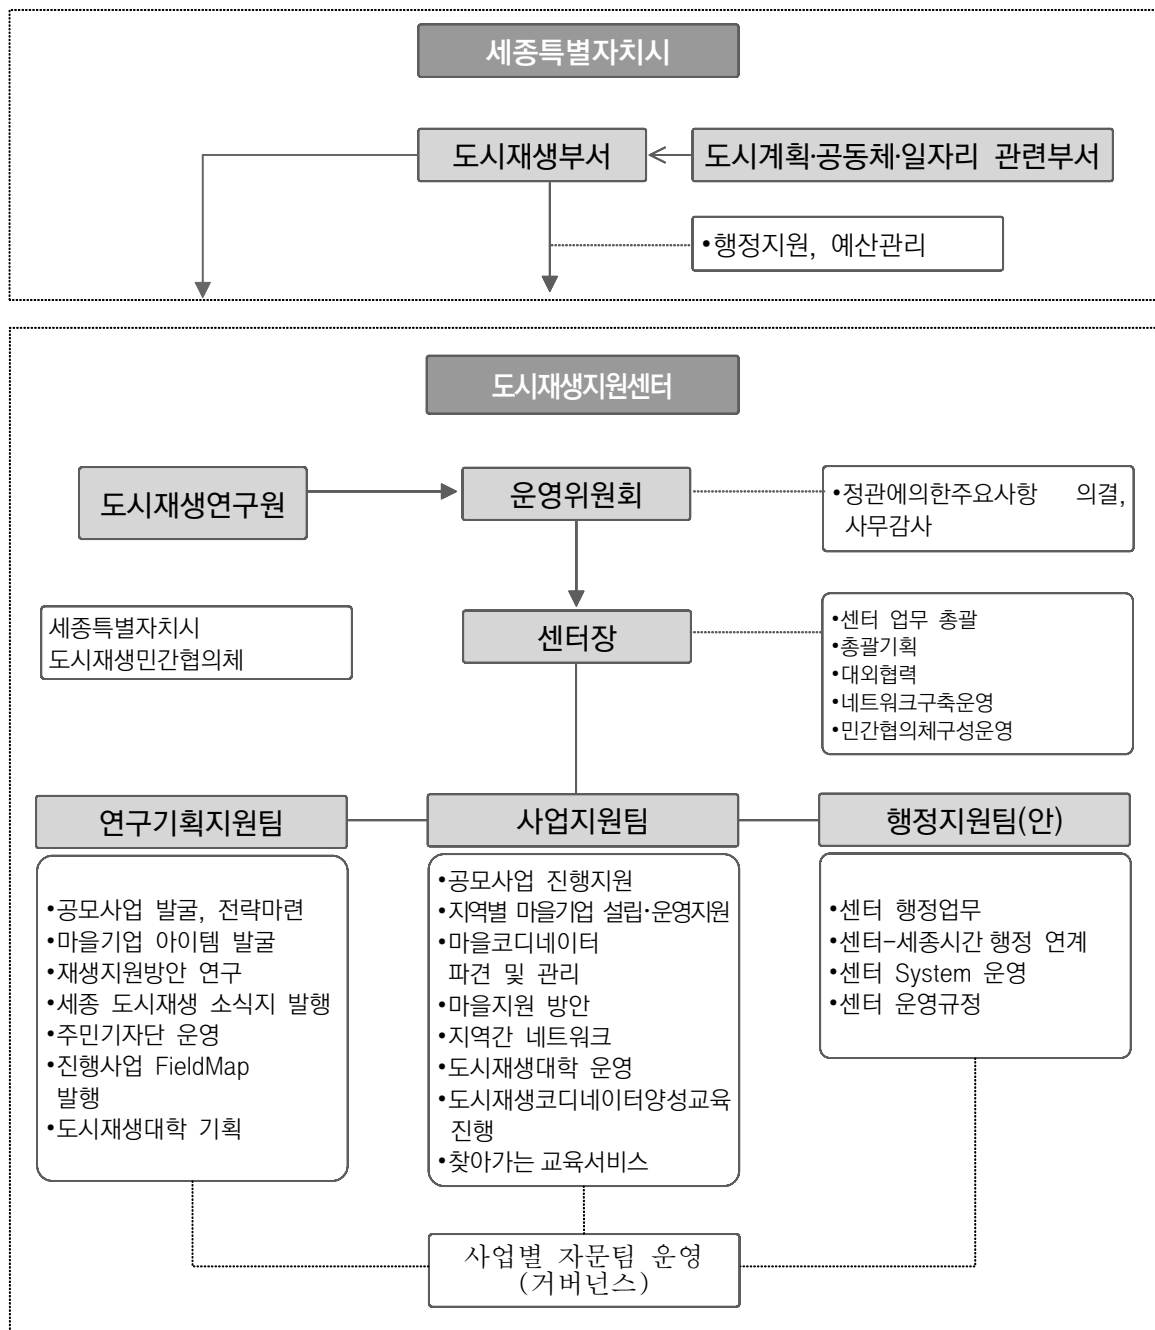 세종특별자치시
도시재생부서
도시계획·공동체·일자리 관련부서
•행정지원, 예산관리
도시재생지원센터
도시재생연구원
운영위원회
•정관에의한주요사항 의결,
사무감사
세종특별자치시
도시재생민간협의체
센터장
•센터 업무 총괄
•총괄기획
•대외협력
•네트워크구축운영
•민간협의체구성운영
연구기획지원팀
•공모사업 발굴, 전략마련
•마을기업 아이템 발굴
•재생지원방안 연구
•세종 도시재생 소식지 발행
•주민기자단 운영
•진행사업 FieldMap
발행
•도시재생대학 기획
사업지원팀
•공모사업 진행지원
•지역별 마을기업 설립·운영지원
•마을코디네이터
파견 및 관리
•마을지원 방안
•지역간 네트워크
•도시재생대학 운영
•도시재생코디네이터양성교육
진행
•찾아가는 교육서비스
행정지원팀(안)
•센터 행정업무
•센터-세종시간 행정 연계
•센터 System 운영
•센터 운영규정
사업별 자문팀 운영
(거버넌스)